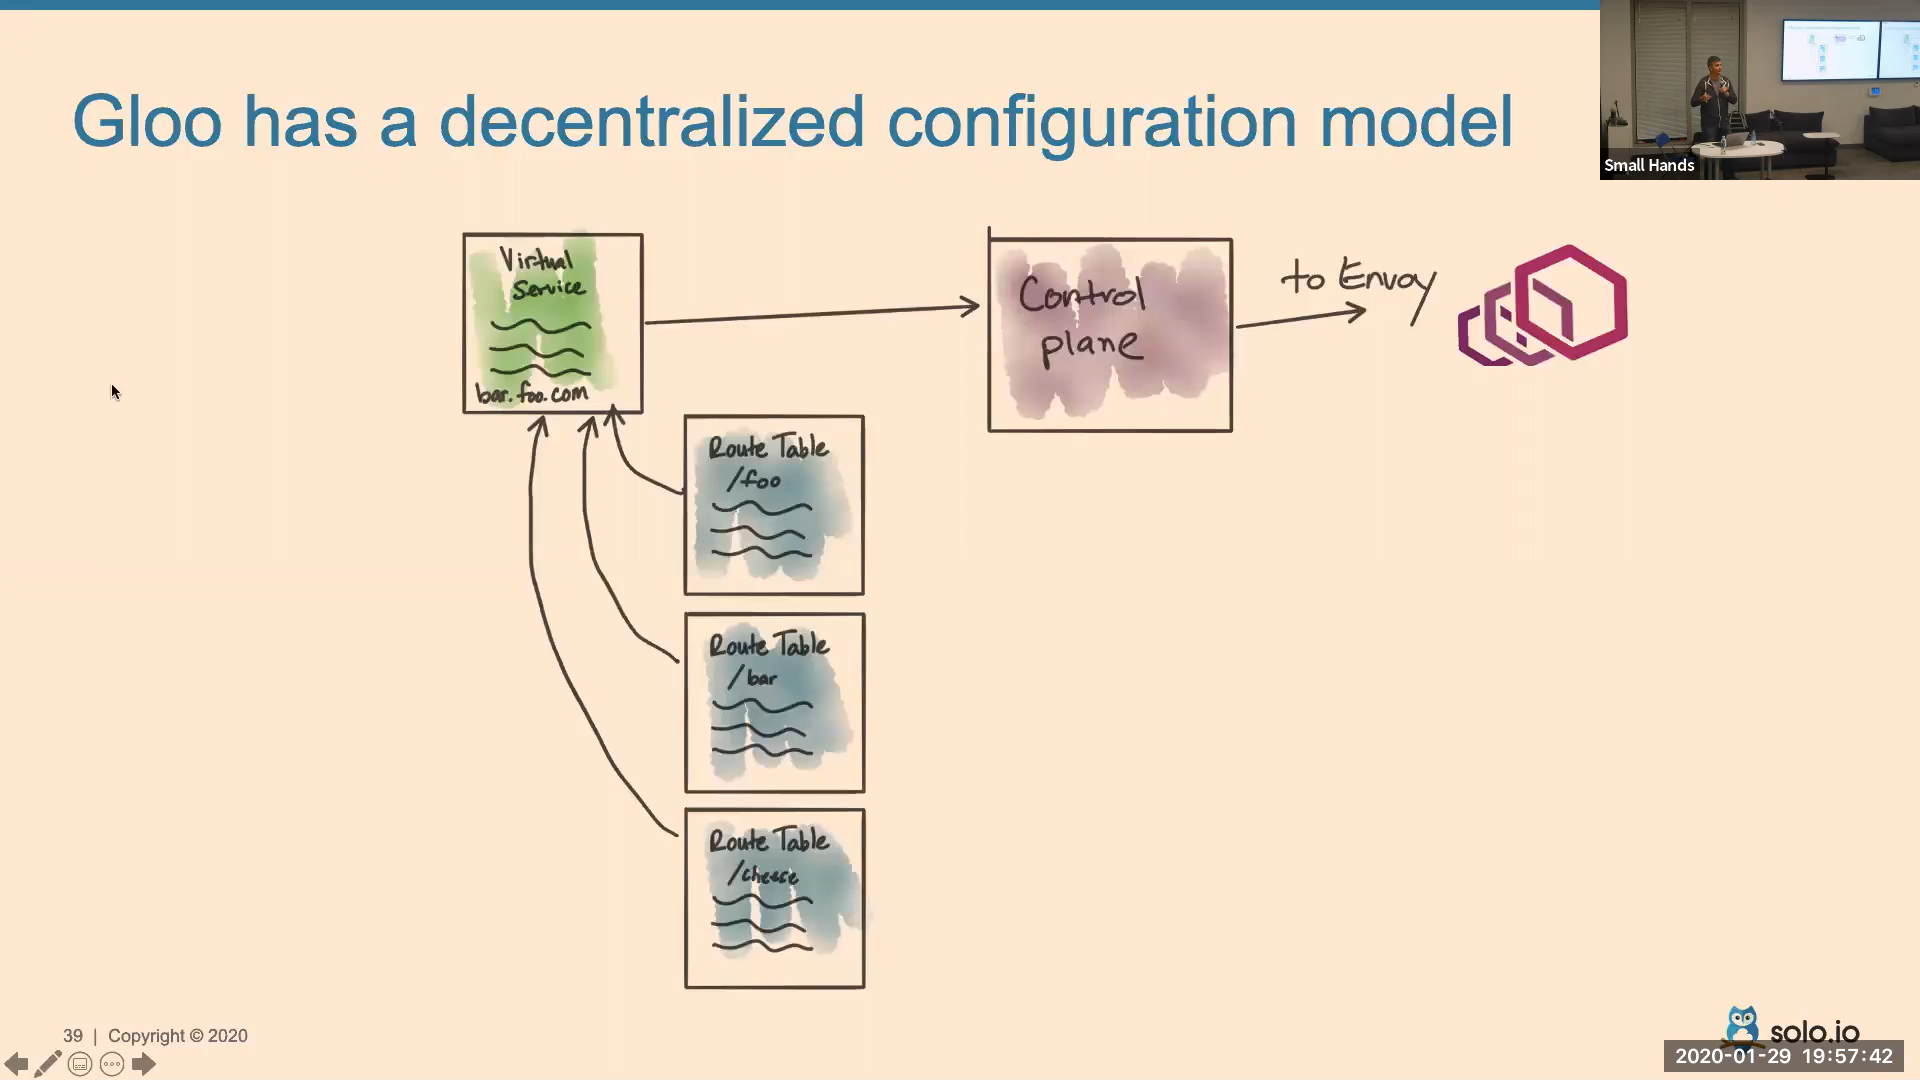 Gloo has a decentralized configuration model
Small Hands
Virtual
Service
bar.foo.com
Control
plane
to Envoy
Route Table
/foo
Route Table
/bar
Route Table
/cheese
39 | Copyright © 2020
solo.io
2020-01-29 19:57:42